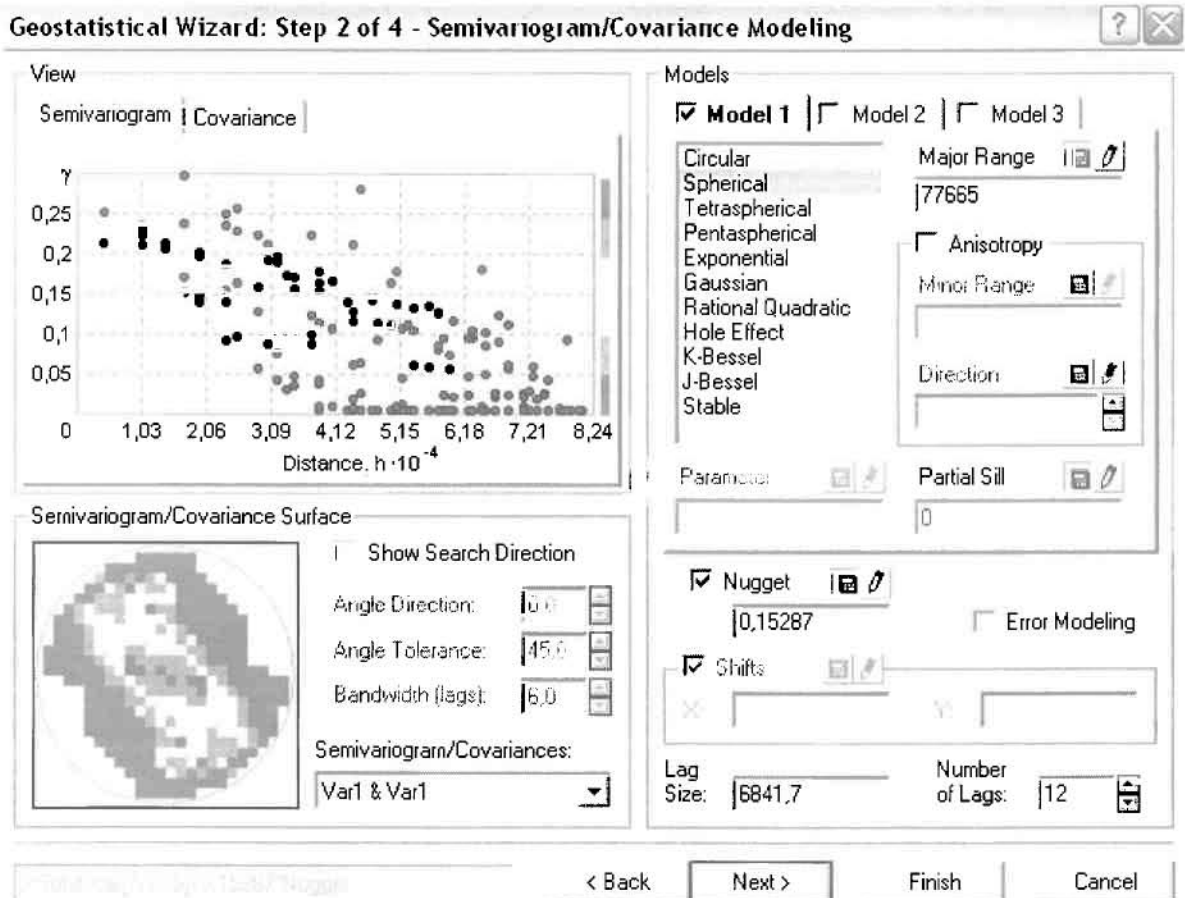 Geostatistical Wizard: Step 2 of 4 - Semivariogram/Covariance Modeling
View
Semivariogram
Covariance
γ
0,25
0,2
0,15
0,1
0,05
0 1,03 2,06 3,09 4,12 5,15 6,18 7,21 8,24
Distance, h·10⁻⁴
Semivariogram/Covariance Surface
Show Search Direction
Angle Direction: 0,0
Angle Tolerance: 45,0
Bandwidth (lags): 6,0
Semivariogram/Covariances:
Var1 & Var1
Models
Model 1
Model 2
Model 3
Circular
Spherical
Tetraspherical
Pentaspherical
Exponential
Gaussian
Rational Quadratic
Hole Effect
K-Bessel
J-Bessel
Stable
Major Range
77665
Anisotropy
Minor Range
Direction
Parameter
Partial Sill
0
Nugget
0,15287
Error Modeling
Shifts
X:
Y:
Lag Size: 6841,7
Number of Lags: 12
< Back
Next >
Finish
Cancel